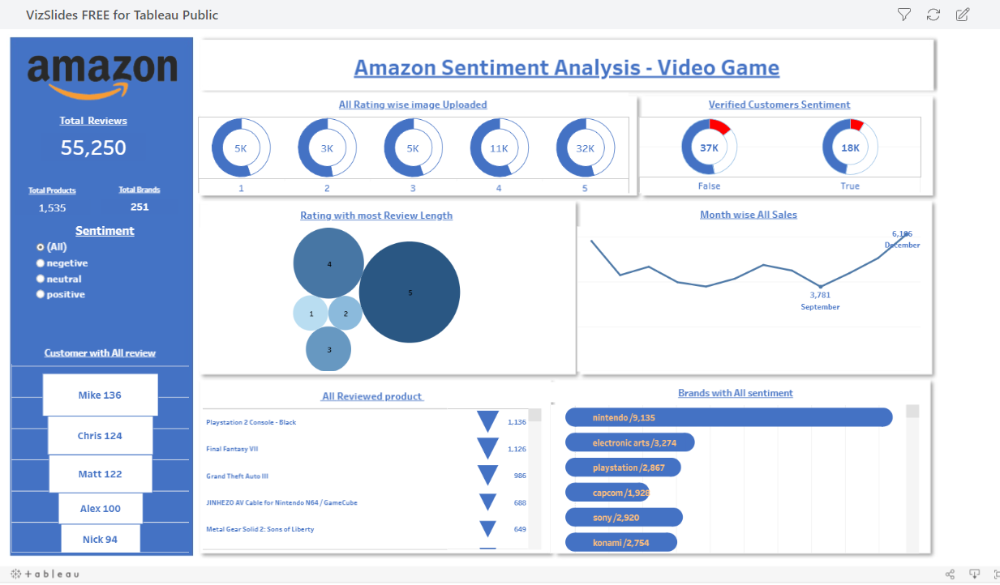 VizSlides FREE for Tableau Public
amazon
Total Reviews
55,250
Total Products
Total Brands
1,535
251
Sentiment
(All)
negetive
neutral
positive
Customer with All review
Mike 136
Chris 124
Matt 122
Alex 100
Nick 94
Amazon Sentiment Analysis - Video Game
All Rating wise image Uploaded
5K
3K
5K
11K
32K
1
2
3
4
5
Verified Customers Sentiment
37K
18K
False
True
Rating with most Review Length
4
5
1
2
3
Month wise All Sales
6,186
December
3,781
September
All Reviewed product
Playstation 2 Console - Black 1,136
Final Fantasy VII 1,126
Grand Theft Auto III 986
JINHEZO AV Cable for Nintendo N64 / GameCube 688
Metal Gear Solid 2: Sons of Liberty 649
Brands with All sentiment
nintendo /9,135
electronic arts /3,274
playstation /2,867
capcom /1,928
sony /2,920
konami /2,754
+ a b l e a u